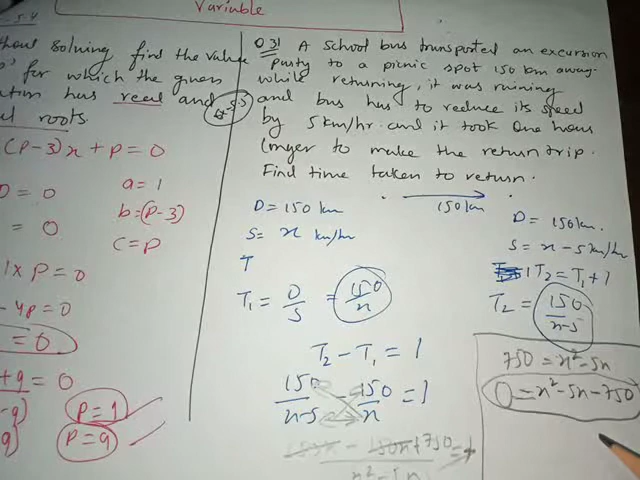 Variable
5.4
solving find the value
for which the given
has real and
roots
(P-3)x + P = 0
= 0
a = 1
= 0
b = (P-3)
c = P
1 x P = 0
- 4P = 0
= 0
+ 9 = 0
P = 1
P = 9
Q 31 A school bus transported an excursion
party to a picnic spot 150 km away.
while returning, it was raining
and bus has to reduce its speed
by 5 km/hr and it took one hour
longer to make the return trip.
Find time taken to return.
150 km
D = 150 km
S = x km/hr
T
T1 = D/S = 150/x
D = 150 km.
S = x - 5 km/hr
T2 = T1 + 1
T2 = 150/x-5
T2 - T1 = 1
150/x-5 - 150/x = 1
750 = x² - 5x
0 = x² - 5x - 750